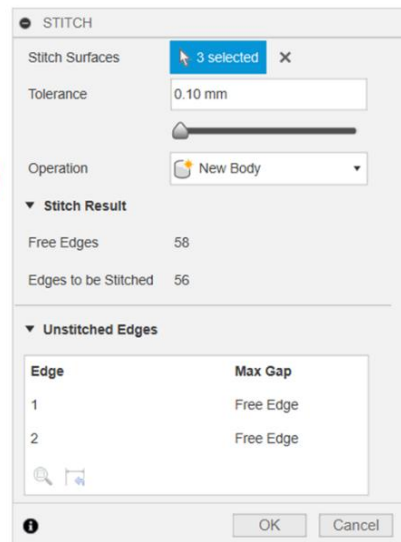 STITCH
Stitch Surfaces 3 selected
Tolerance 0.10 mm
Operation New Body
Stitch Result
Free Edges 58
Edges to be Stitched 56
Unstitched Edges
Edge Max Gap
1 Free Edge
2 Free Edge
OK Cancel